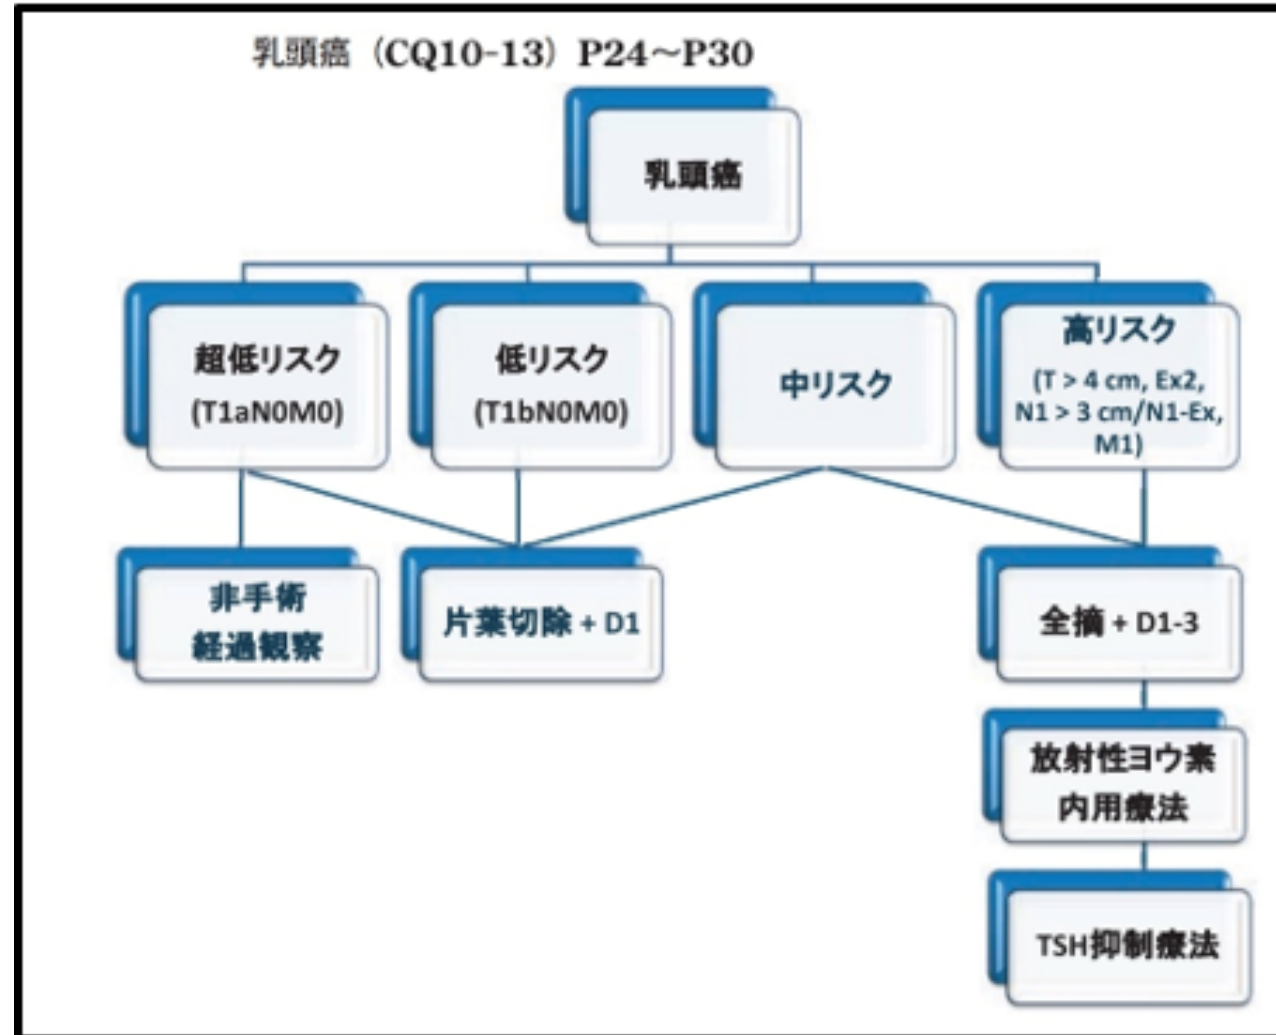 乳頭癌（CQ10-13）P24〜P30
乳頭癌
超低リスク
(T1aN0M0)
低リスク
(T1bN0M0)
中リスク
高リスク
(T > 4 cm, Ex2,
N1 > 3 cm/N1-Ex,
M1)
非手術
経過観察
片葉切除 + D1
全摘 + D1-3
放射性ヨウ素
内用療法
TSH抑制療法